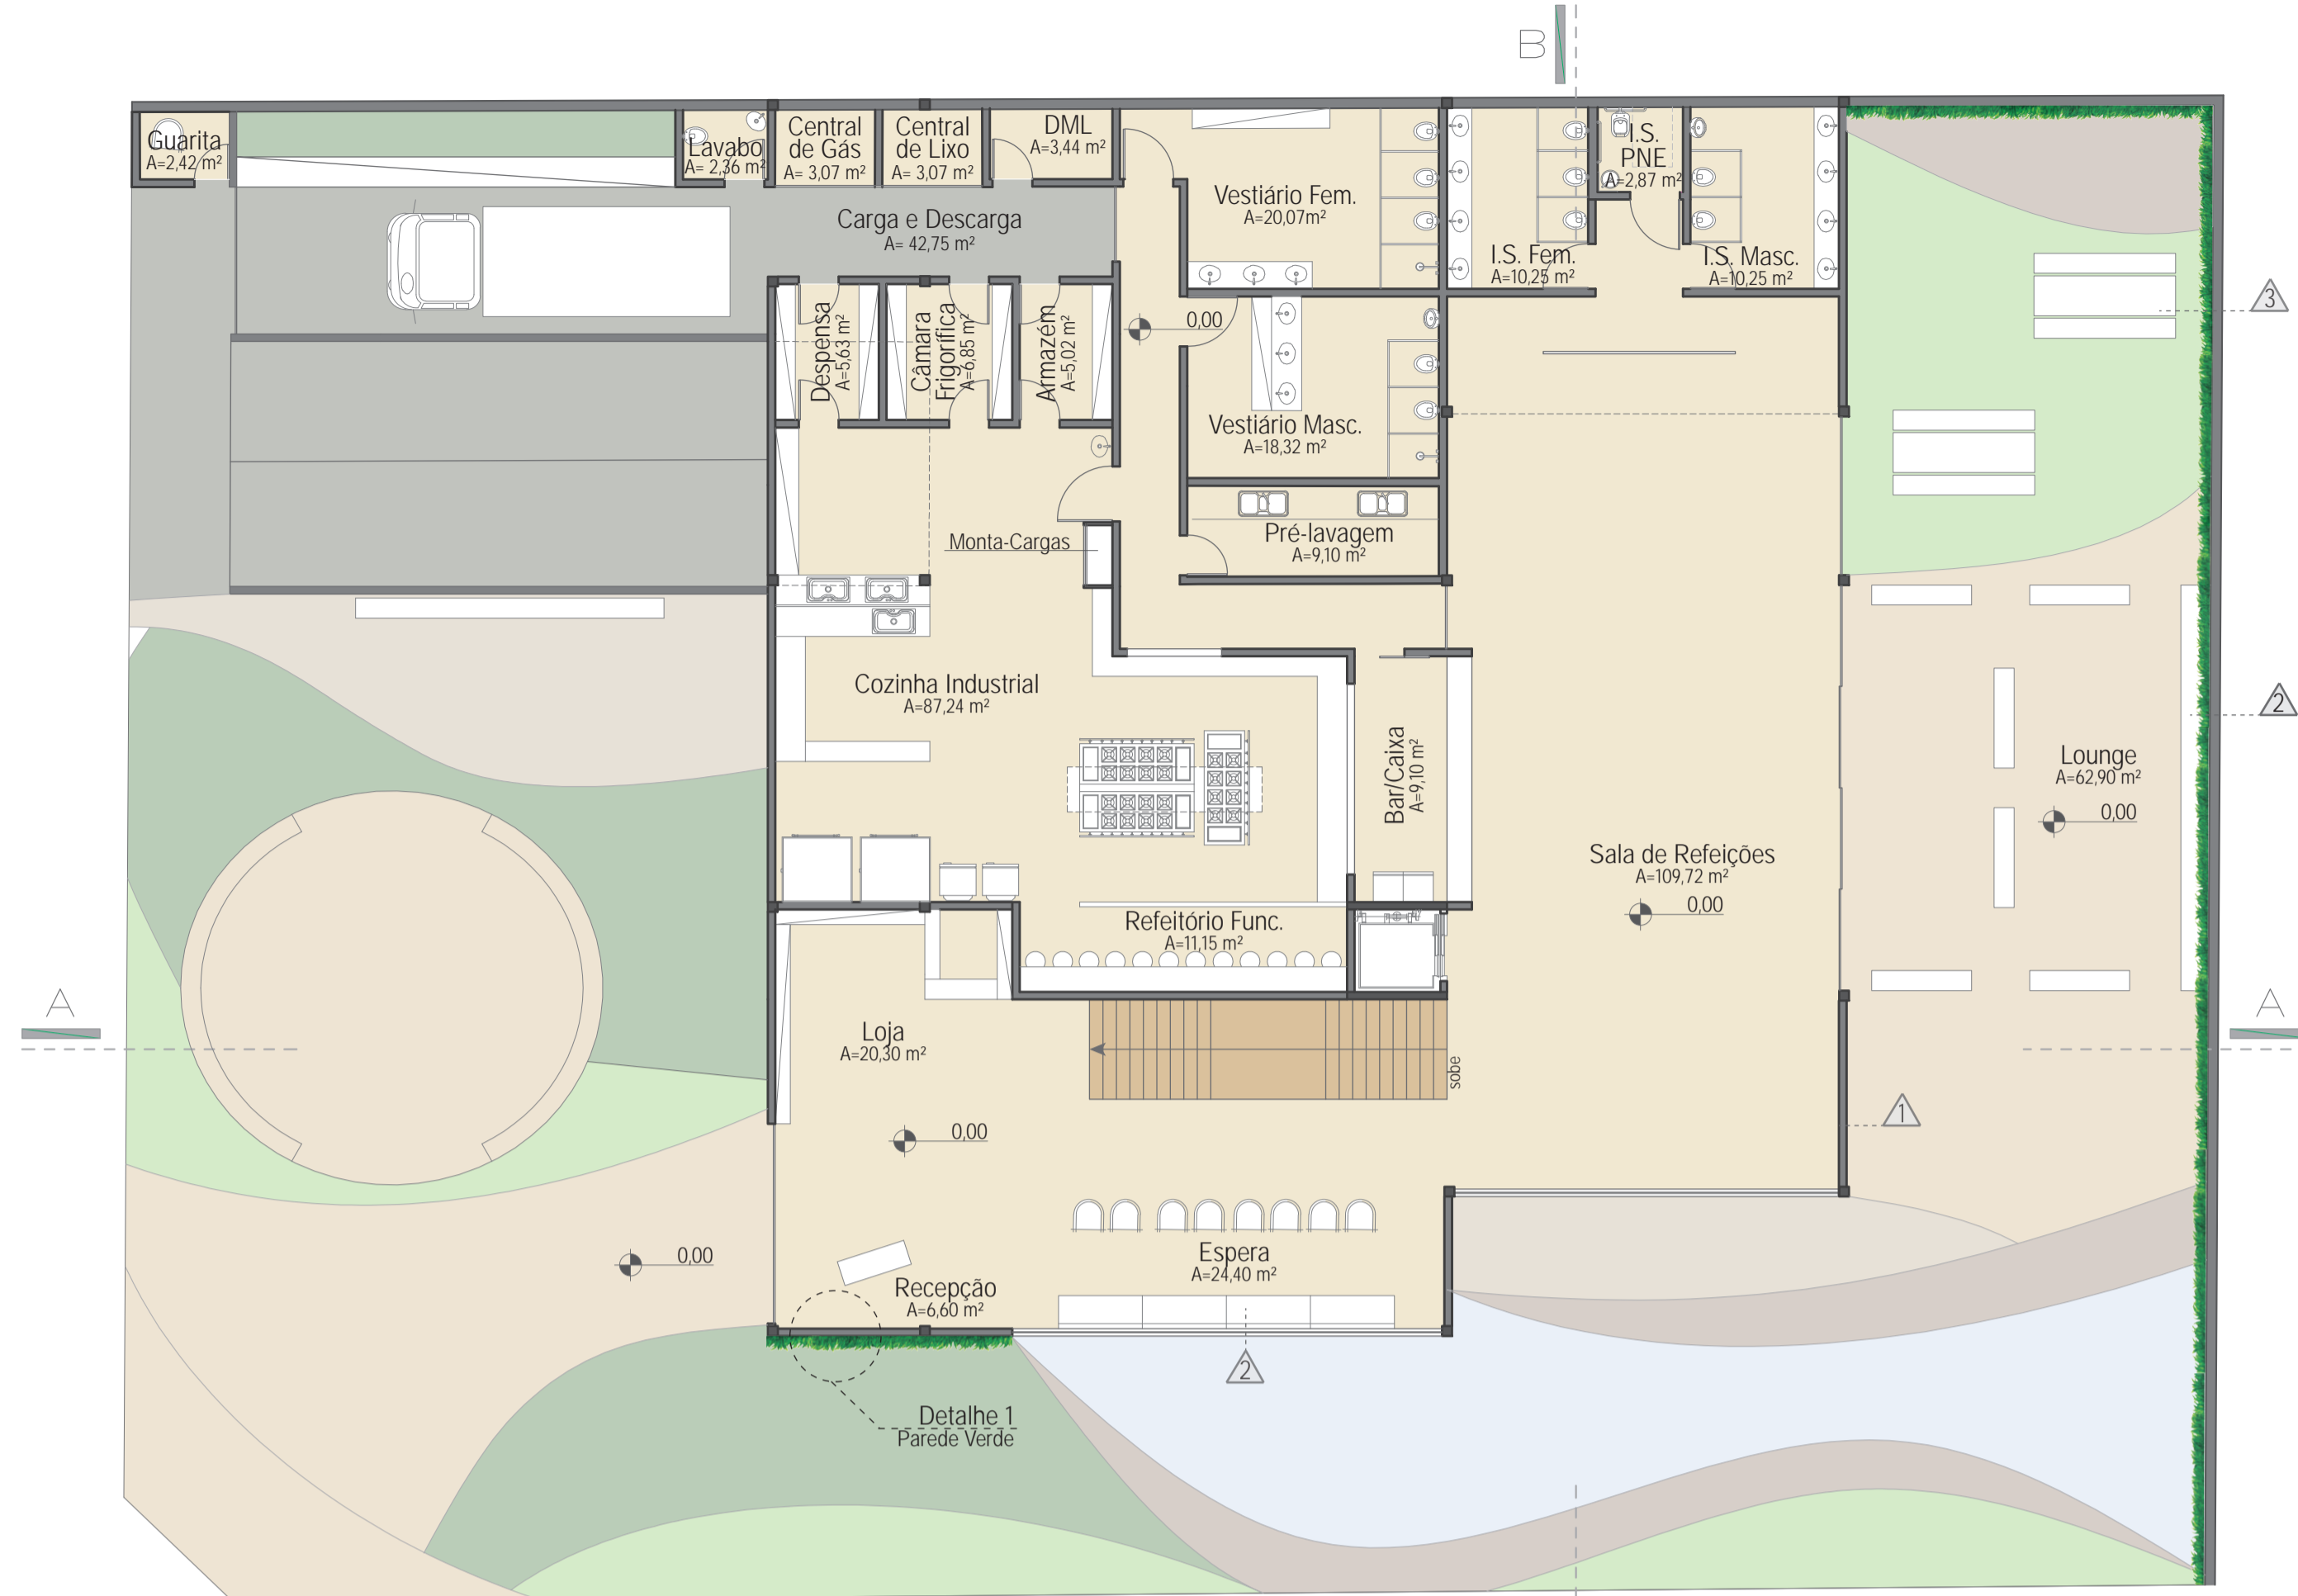 B
Guarita
A=2,42 m²
Lavabo
A= 2,36 m²
Central
de Gás
A= 3,07 m²
Central
de Lixo
A= 3,07 m²
DML
A=3,44 m²
Vestiário Fem.
A=20,07m²
I.S. Fem.
A=10,25 m²
I.S.
PNE
A=2,87 m²
I.S. Masc.
A=10,25 m²
Carga e Descarga
A= 42,75 m²
3
0,00
Despensa
A=5,63 m²
Câmara
Frigorífica
A=6,85 m²
Armazém
A=5,02 m²
Vestiário Masc.
A=18,32 m²
Monta-Cargas
Pré-lavagem
A=9,10 m²
Cozinha Industrial
A=87,24 m²
2
Bar/Caixa
A=9,10 m²
Lounge
A=62,90 m²
0,00
Sala de Refeições
A=109,72 m²
0,00
Refeitório Func.
A=11,15 m²
A
A
Loja
A=20,30 m²
sobe
1
0,00
0,00
Espera
A=24,40 m²
Recepção
A=6,60 m²
2
Detalhe 1
Parede Verde